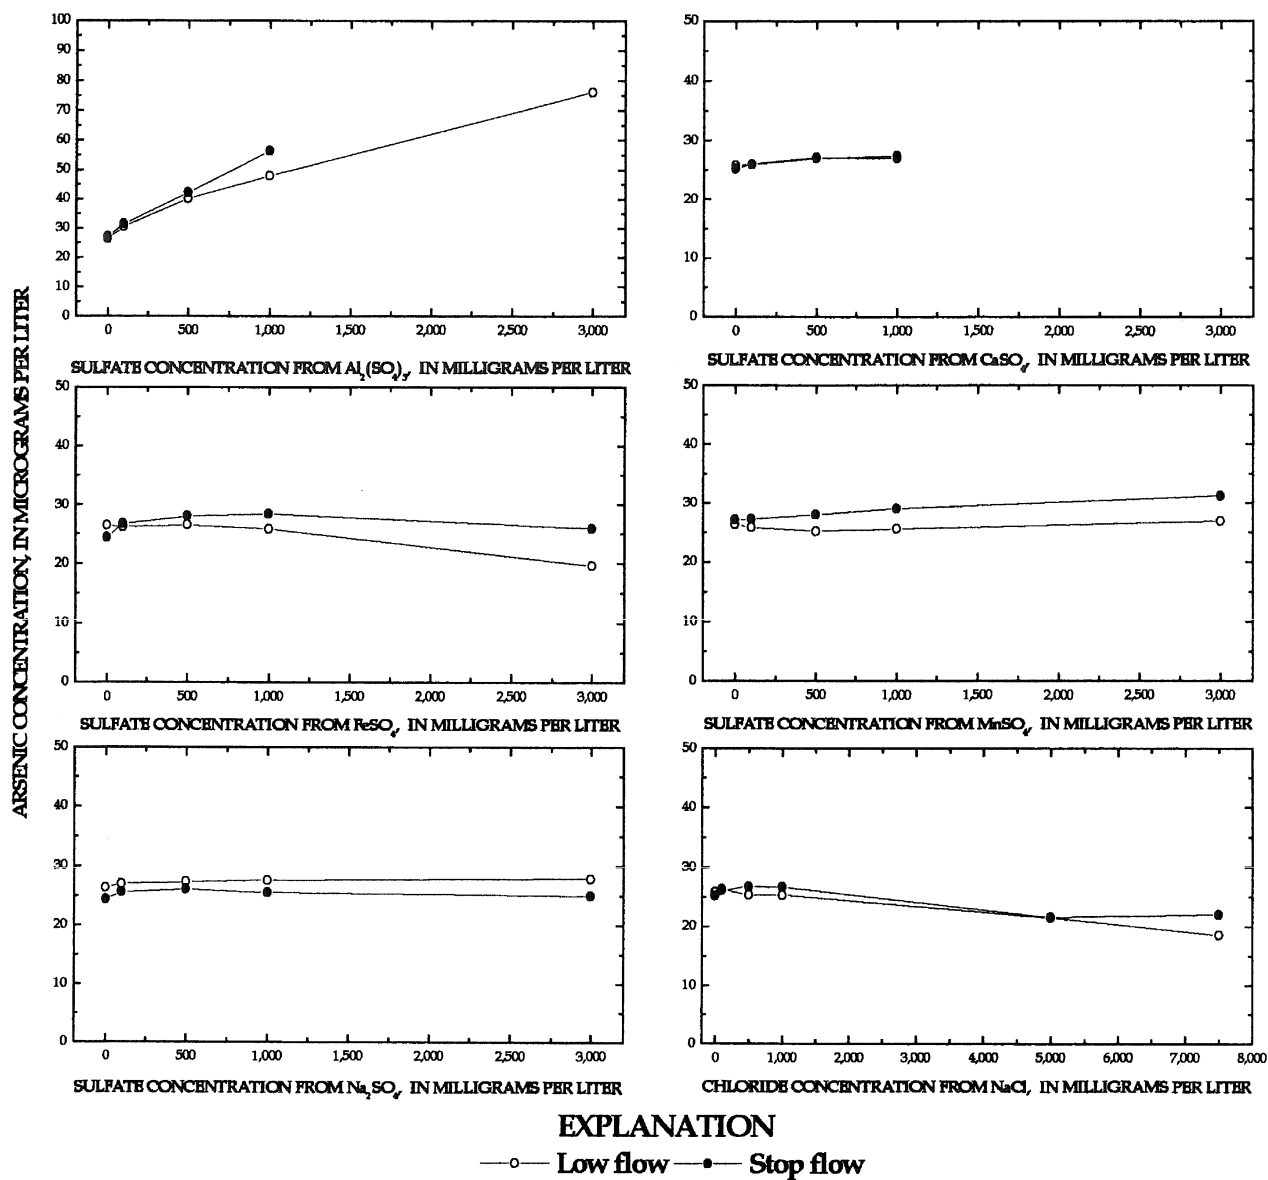 ARSENIC CONCENTRATION, IN MICROGRAMS PER LITER
100
90
80
70
60
50
40
30
20
10
0
0 500 1,000 1,500 2,000 2,500 3,000
SULFATE CONCENTRATION FROM Al₂(SO₄)₃, IN MILLIGRAMS PER LITER
50
40
30
20
10
0
0 500 1,000 1,500 2,000 2,500 3,000
SULFATE CONCENTRATION FROM CaSO₄, IN MILLIGRAMS PER LITER
50
40
30
20
10
0
0 500 1,000 1,500 2,000 2,500 3,000
SULFATE CONCENTRATION FROM FeSO₄, IN MILLIGRAMS PER LITER
50
40
30
20
10
0
0 500 1,000 1,500 2,000 2,500 3,000
SULFATE CONCENTRATION FROM MnSO₄, IN MILLIGRAMS PER LITER
50
40
30
20
10
0
0 500 1,000 1,500 2,000 2,500 3,000
SULFATE CONCENTRATION FROM Na₂SO₄, IN MILLIGRAMS PER LITER
50
40
30
20
10
0
0 1,000 2,000 3,000 4,000 5,000 6,000 7,000 8,000
CHLORIDE CONCENTRATION FROM NaCl, IN MILLIGRAMS PER LITER
EXPLANATION
Low flow Stop flow